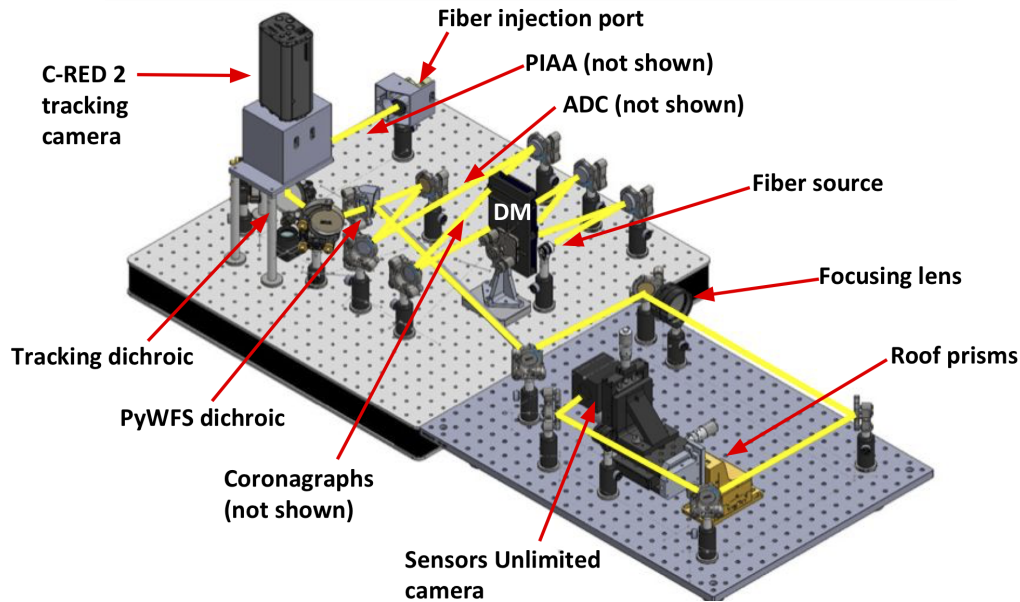 Fiber injection port
PIAA (not shown)
C-RED 2
tracking
camera
ADC (not shown)
Fiber source
DM
Focusing lens
Tracking dichroic
Roof prisms
PyWFS dichroic
Coronagraphs
(not shown)
Sensors Unlimited
camera